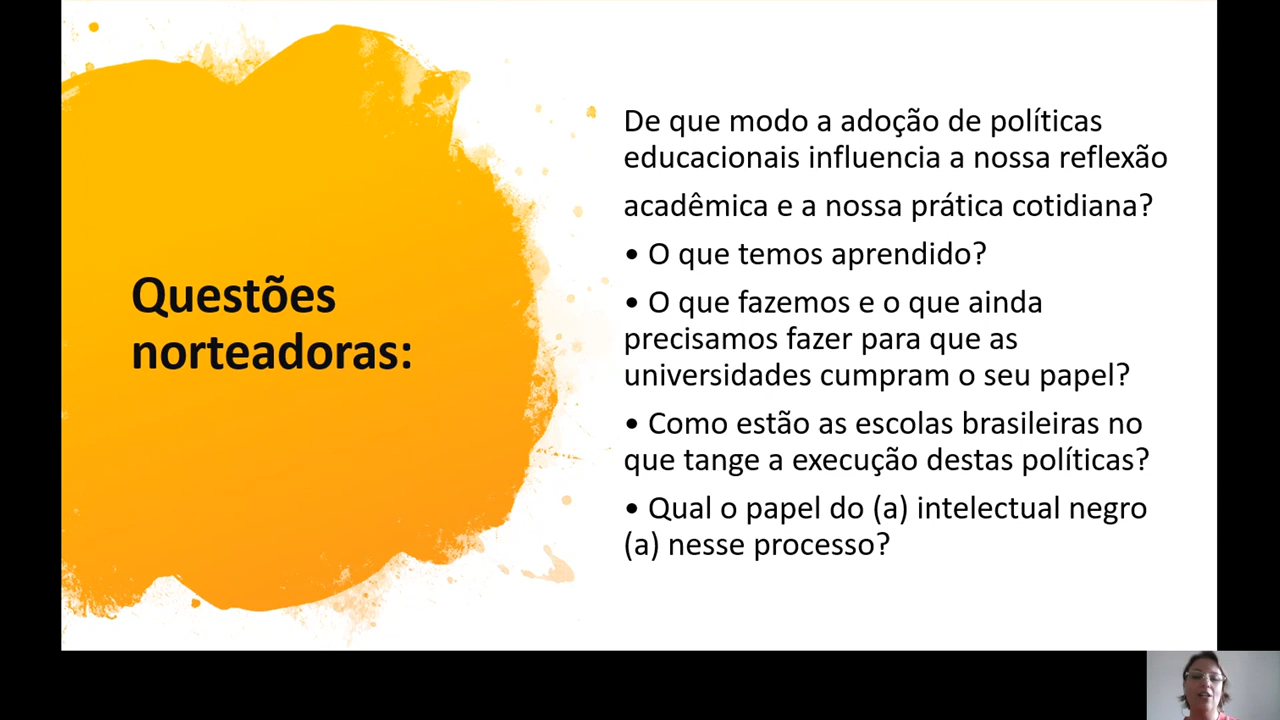 Questões
norteadoras:
De que modo a adoção de políticas
educacionais influencia a nossa reflexão
acadêmica e a nossa prática cotidiana?
• O que temos aprendido?
• O que fazemos e o que ainda
precisamos fazer para que as
universidades cumpram o seu papel?
• Como estão as escolas brasileiras no
que tange a execução destas políticas?
• Qual o papel do (a) intelectual negro
(a) nesse processo?